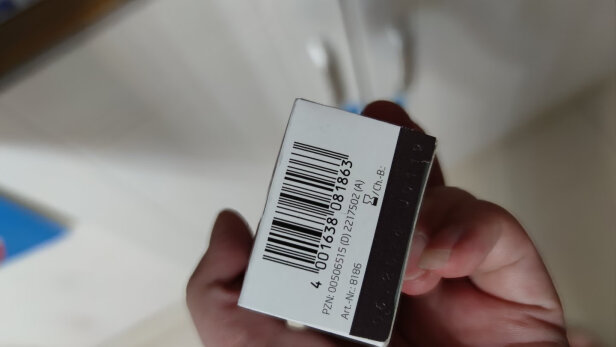 4 001638 081863
PZN: 00506515 (D) 2217502 (A)
Art.-Nr.: 8186
/Ch.-B.: